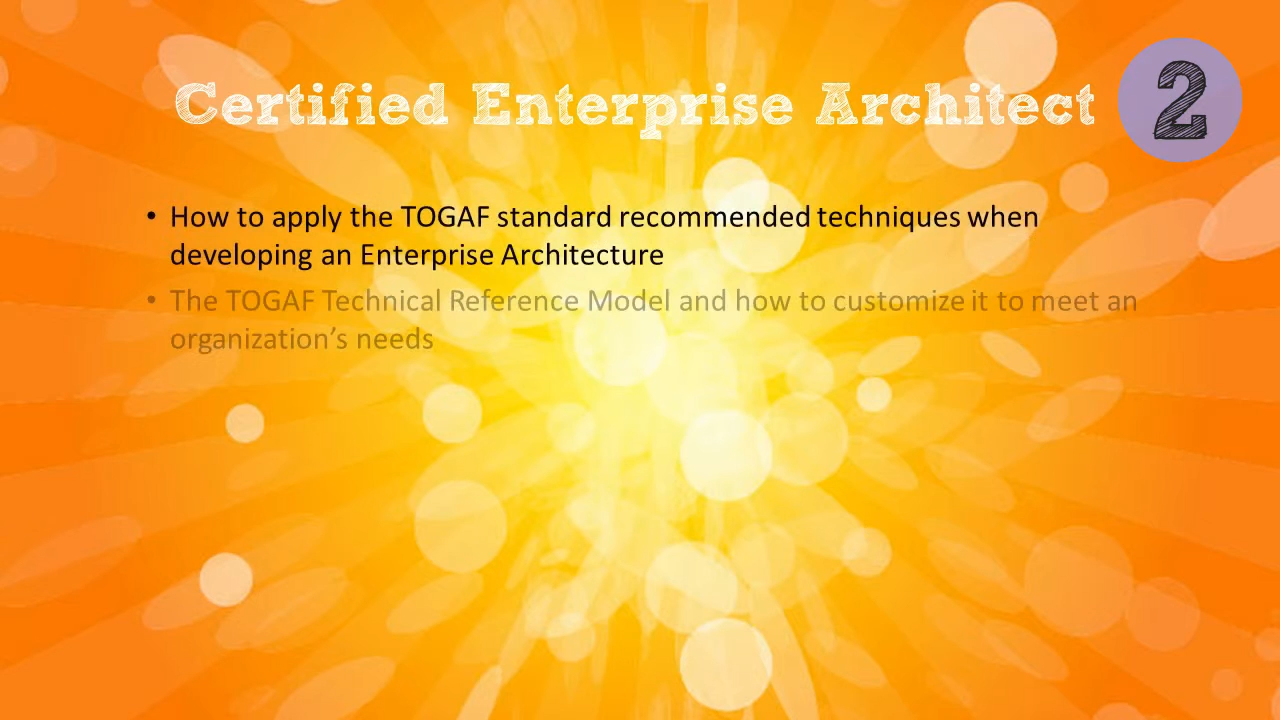 Certified Enterprise Architect
2
• How to apply the TOGAF standard recommended techniques when
developing an Enterprise Architecture
• The TOGAF Technical Reference Model and how to customize it to meet an
organization’s needs